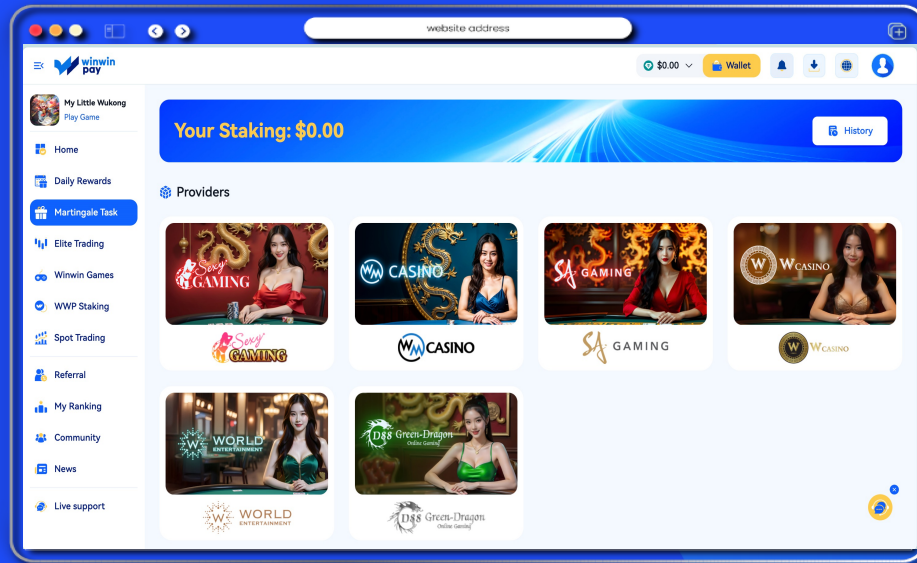 website address
winwin
pay
$0.00
Wallet
My Little Wukong
Play Game
Home
Daily Rewards
Martingale Task
Elite Trading
Winwin Games
WWP Staking
Spot Trading
Referral
My Ranking
Community
News
Live support
Your Staking: $0.00
History
Providers
Sexy
GAMING
WM CASINO
SA GAMING
W
W CASINO
Sexy
GAMING
WM CASINO
SA GAMING
W
W CASINO
W
WORLD
ENTERTAINMENT
D88 Green-Dragon
Online Gaming
W
WORLD
ENTERTAINMENT
D88 Green-Dragon
Online Gaming